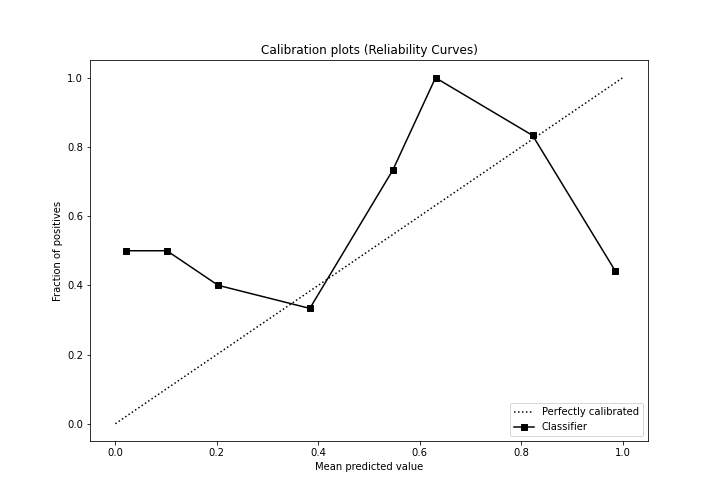 Calibration plots (Reliability Curves)
Fraction of positives
1.0
0.8
0.6
0.4
0.2
0.0
0.0 0.2 0.4 0.6 0.8 1.0
Mean predicted value
Perfectly calibrated
Classifier